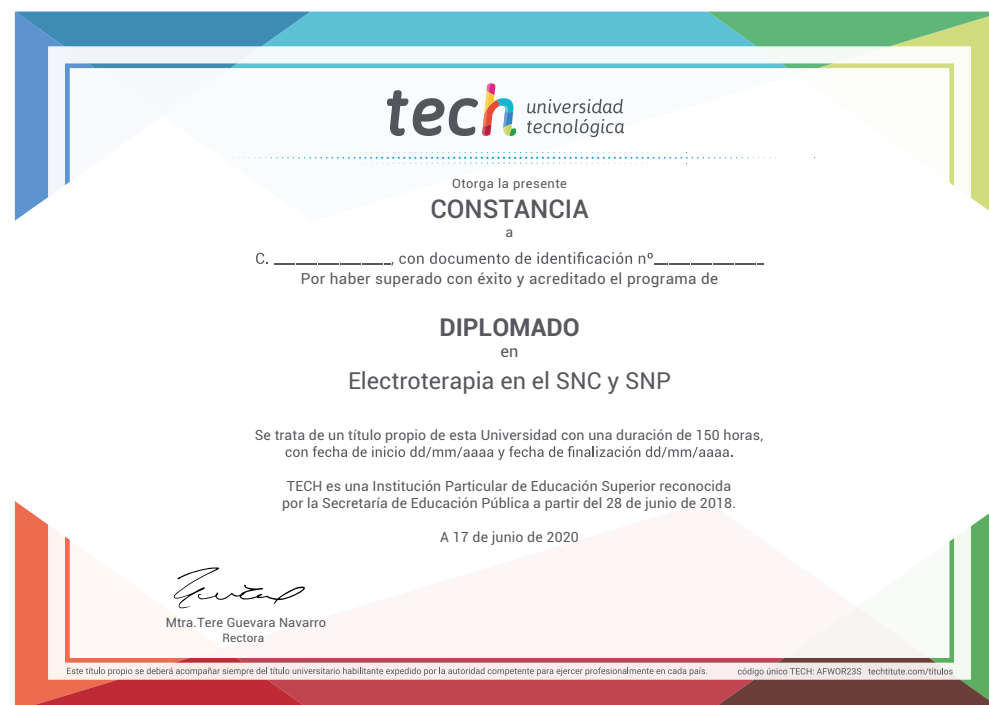 tech universidad
tecnológica
Otorga la presente
CONSTANCIA
a
C. ______________, con documento de identificación nº______________
Por haber superado con éxito y acreditado el programa de
DIPLOMADO
en
Electroterapia en el SNC y SNP
Se trata de un título propio de esta Universidad con una duración de 150 horas,
con fecha de inicio dd/mm/aaaa y fecha de finalización dd/mm/aaaa.
TECH es una Institución Particular de Educación Superior reconocida
por la Secretaría de Educación Pública a partir del 28 de junio de 2018.
A 17 de junio de 2020
Mtra.Tere Guevara Navarro
Rectora
Este título propio se deberá acompañar siempre del título universitario habilitante expedido por la autoridad competente para ejercer profesionalmente en cada país. código único TECH: AFWOR23S techtitute.com/titulos